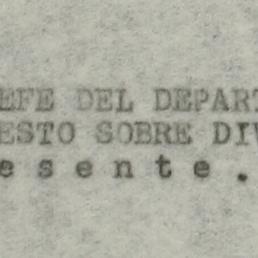 EFE DEL DEPART
ESTO SOBRE DIV
e s e n t e .